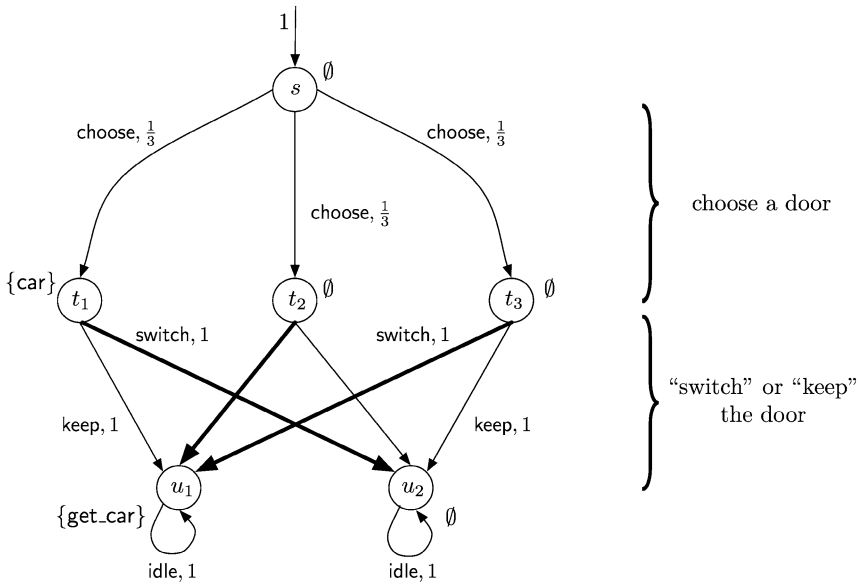 1
s ∅
choose, 1/3
choose, 1/3
choose, 1/3
choose a door
{car} t₁
t₂ ∅
t₃ ∅
switch, 1
switch, 1
"switch" or "keep"
the door
keep, 1
keep, 1
u₁
u₂
{get_car}
∅
idle, 1
idle, 1